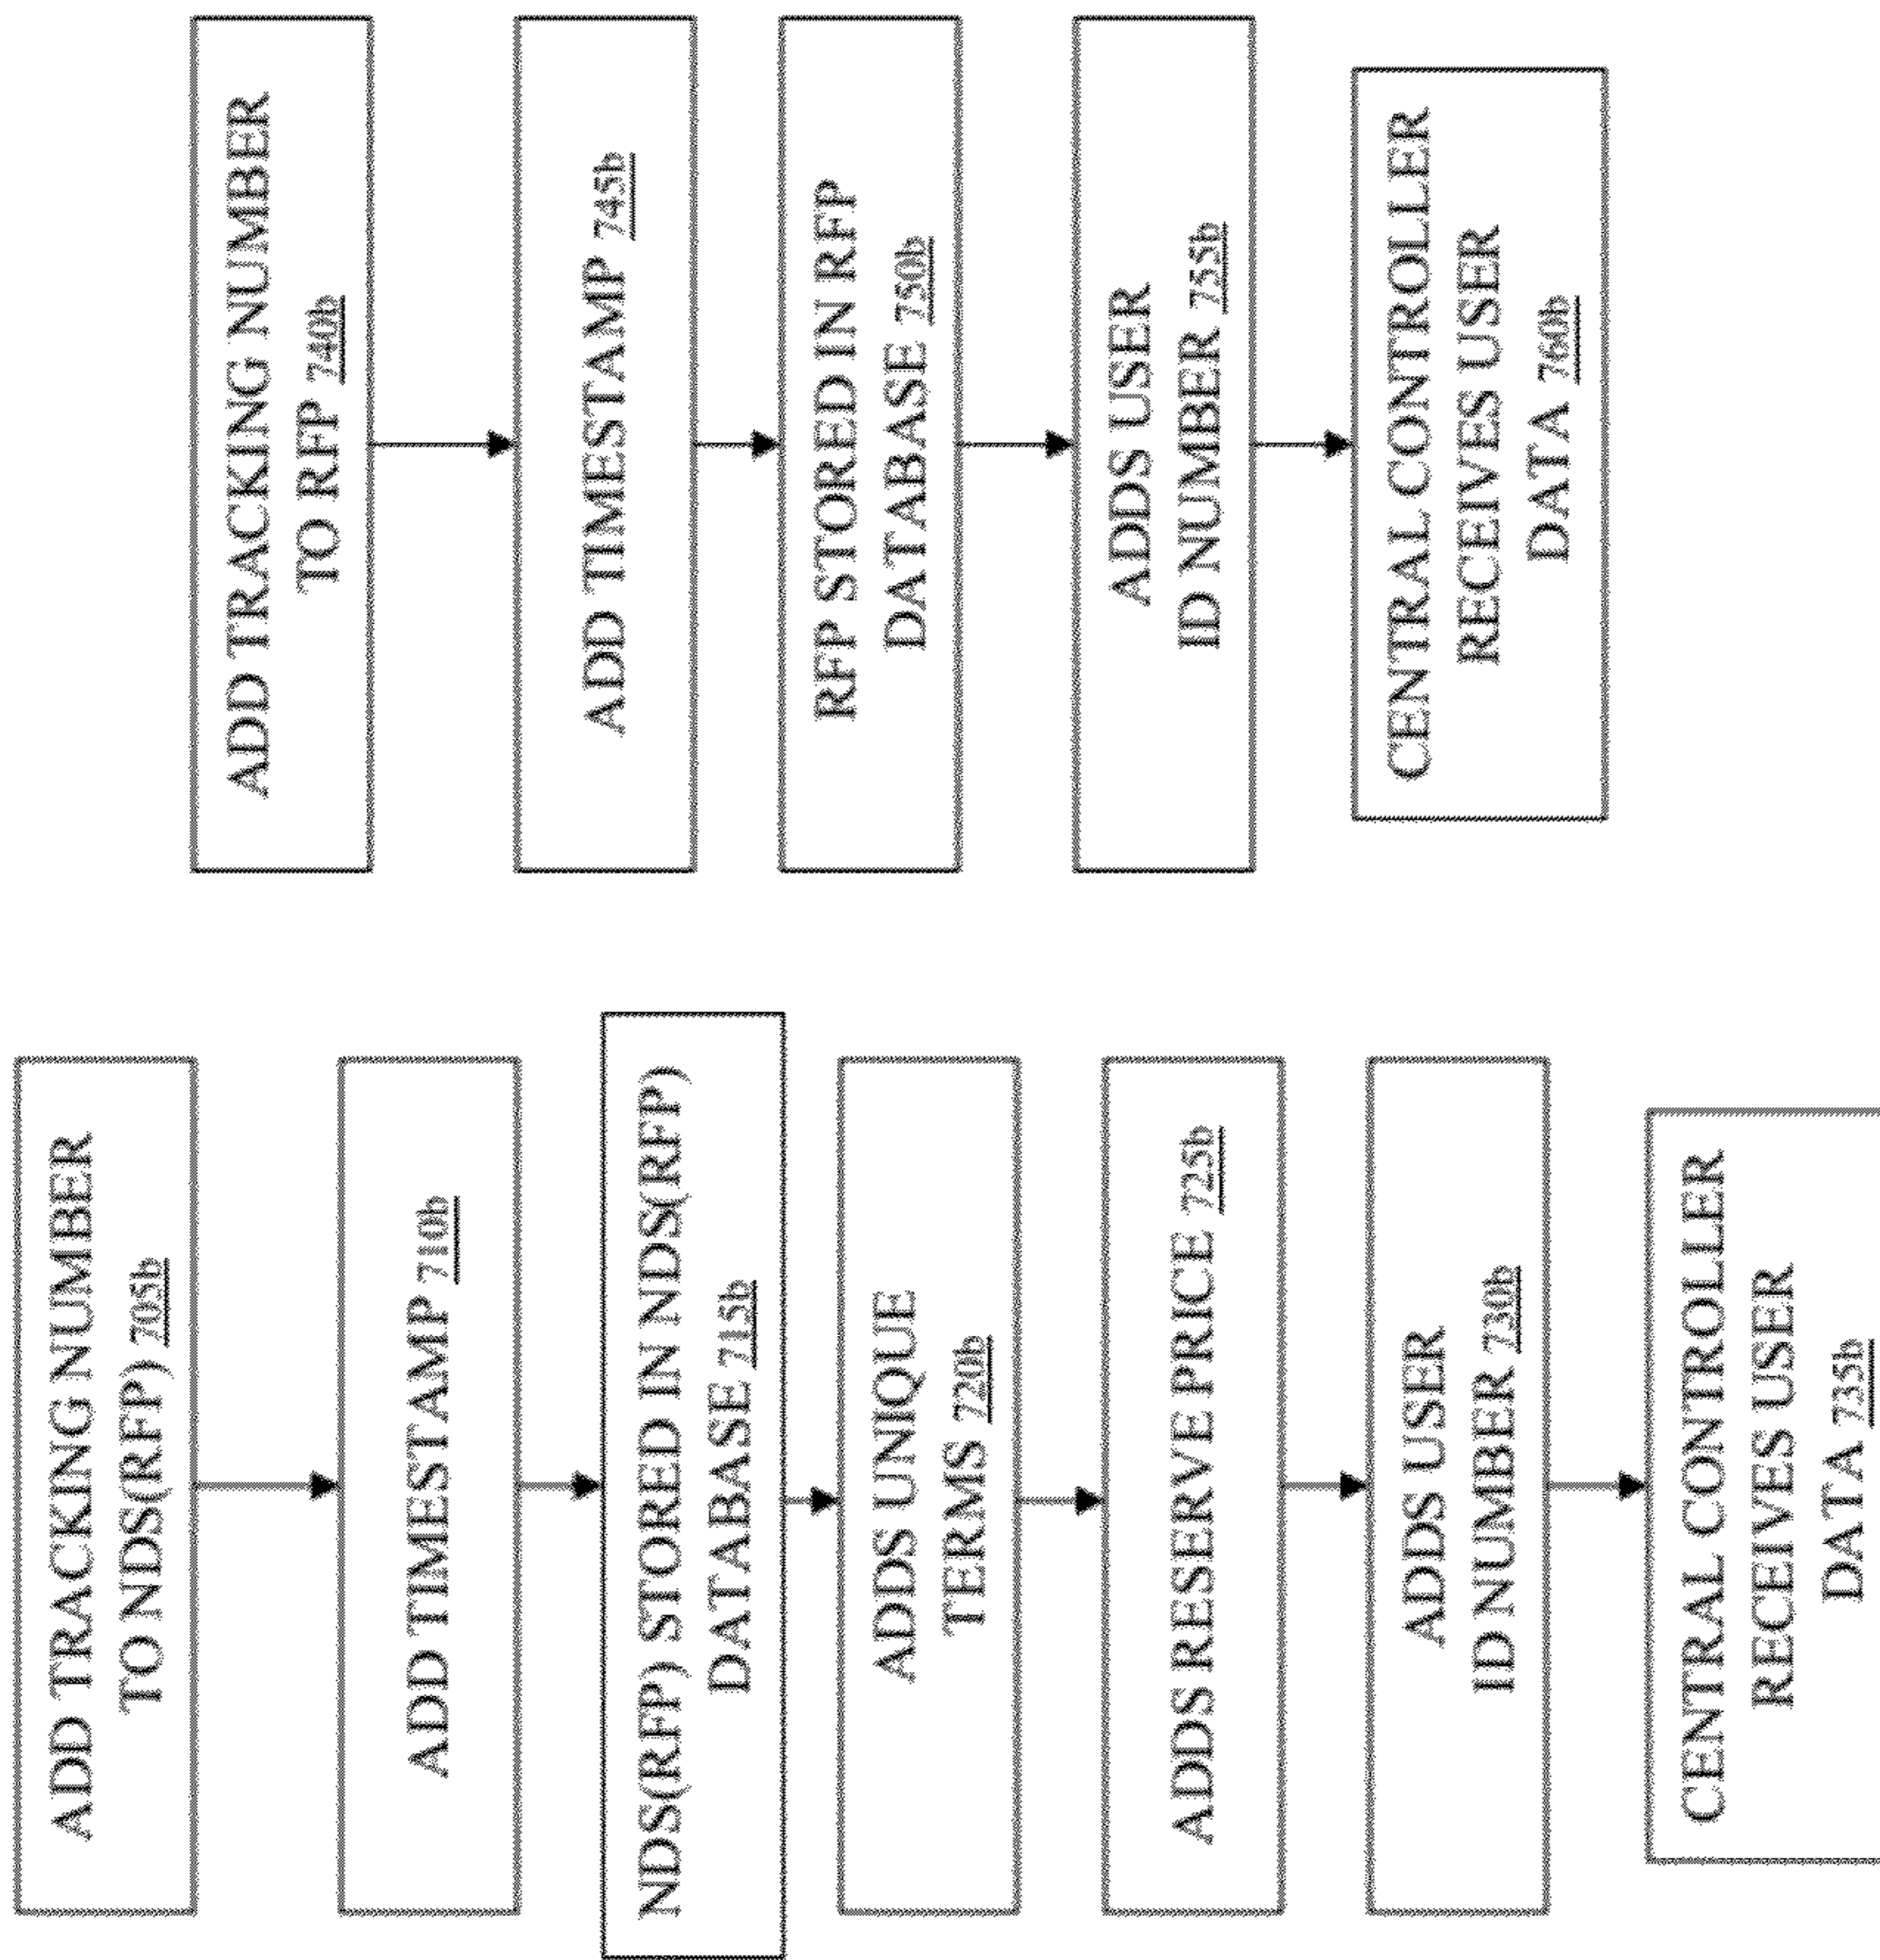 ADD TRACKING NUMBER
TO NDS(RFP) 705b
ADD TIMESTAMP 710b
NDS(RFP) STORED IN NDS(RFP)
DATABASE 715b
ADDS UNIQUE
TERMS 720b
ADDS RESERVE PRICE 725b
ADDS USER
ID NUMBER 730b
CENTRAL CONTROLLER
RECEIVES USER
DATA 735b
ADD TRACKING NUMBER
TO RFP 740b
ADD TIMESTAMP 745b
RFP STORED IN RFP
DATABASE 750b
ADDS USER
ID NUMBER 755b
CENTRAL CONTROLLER
RECEIVES USER
DATA 760b